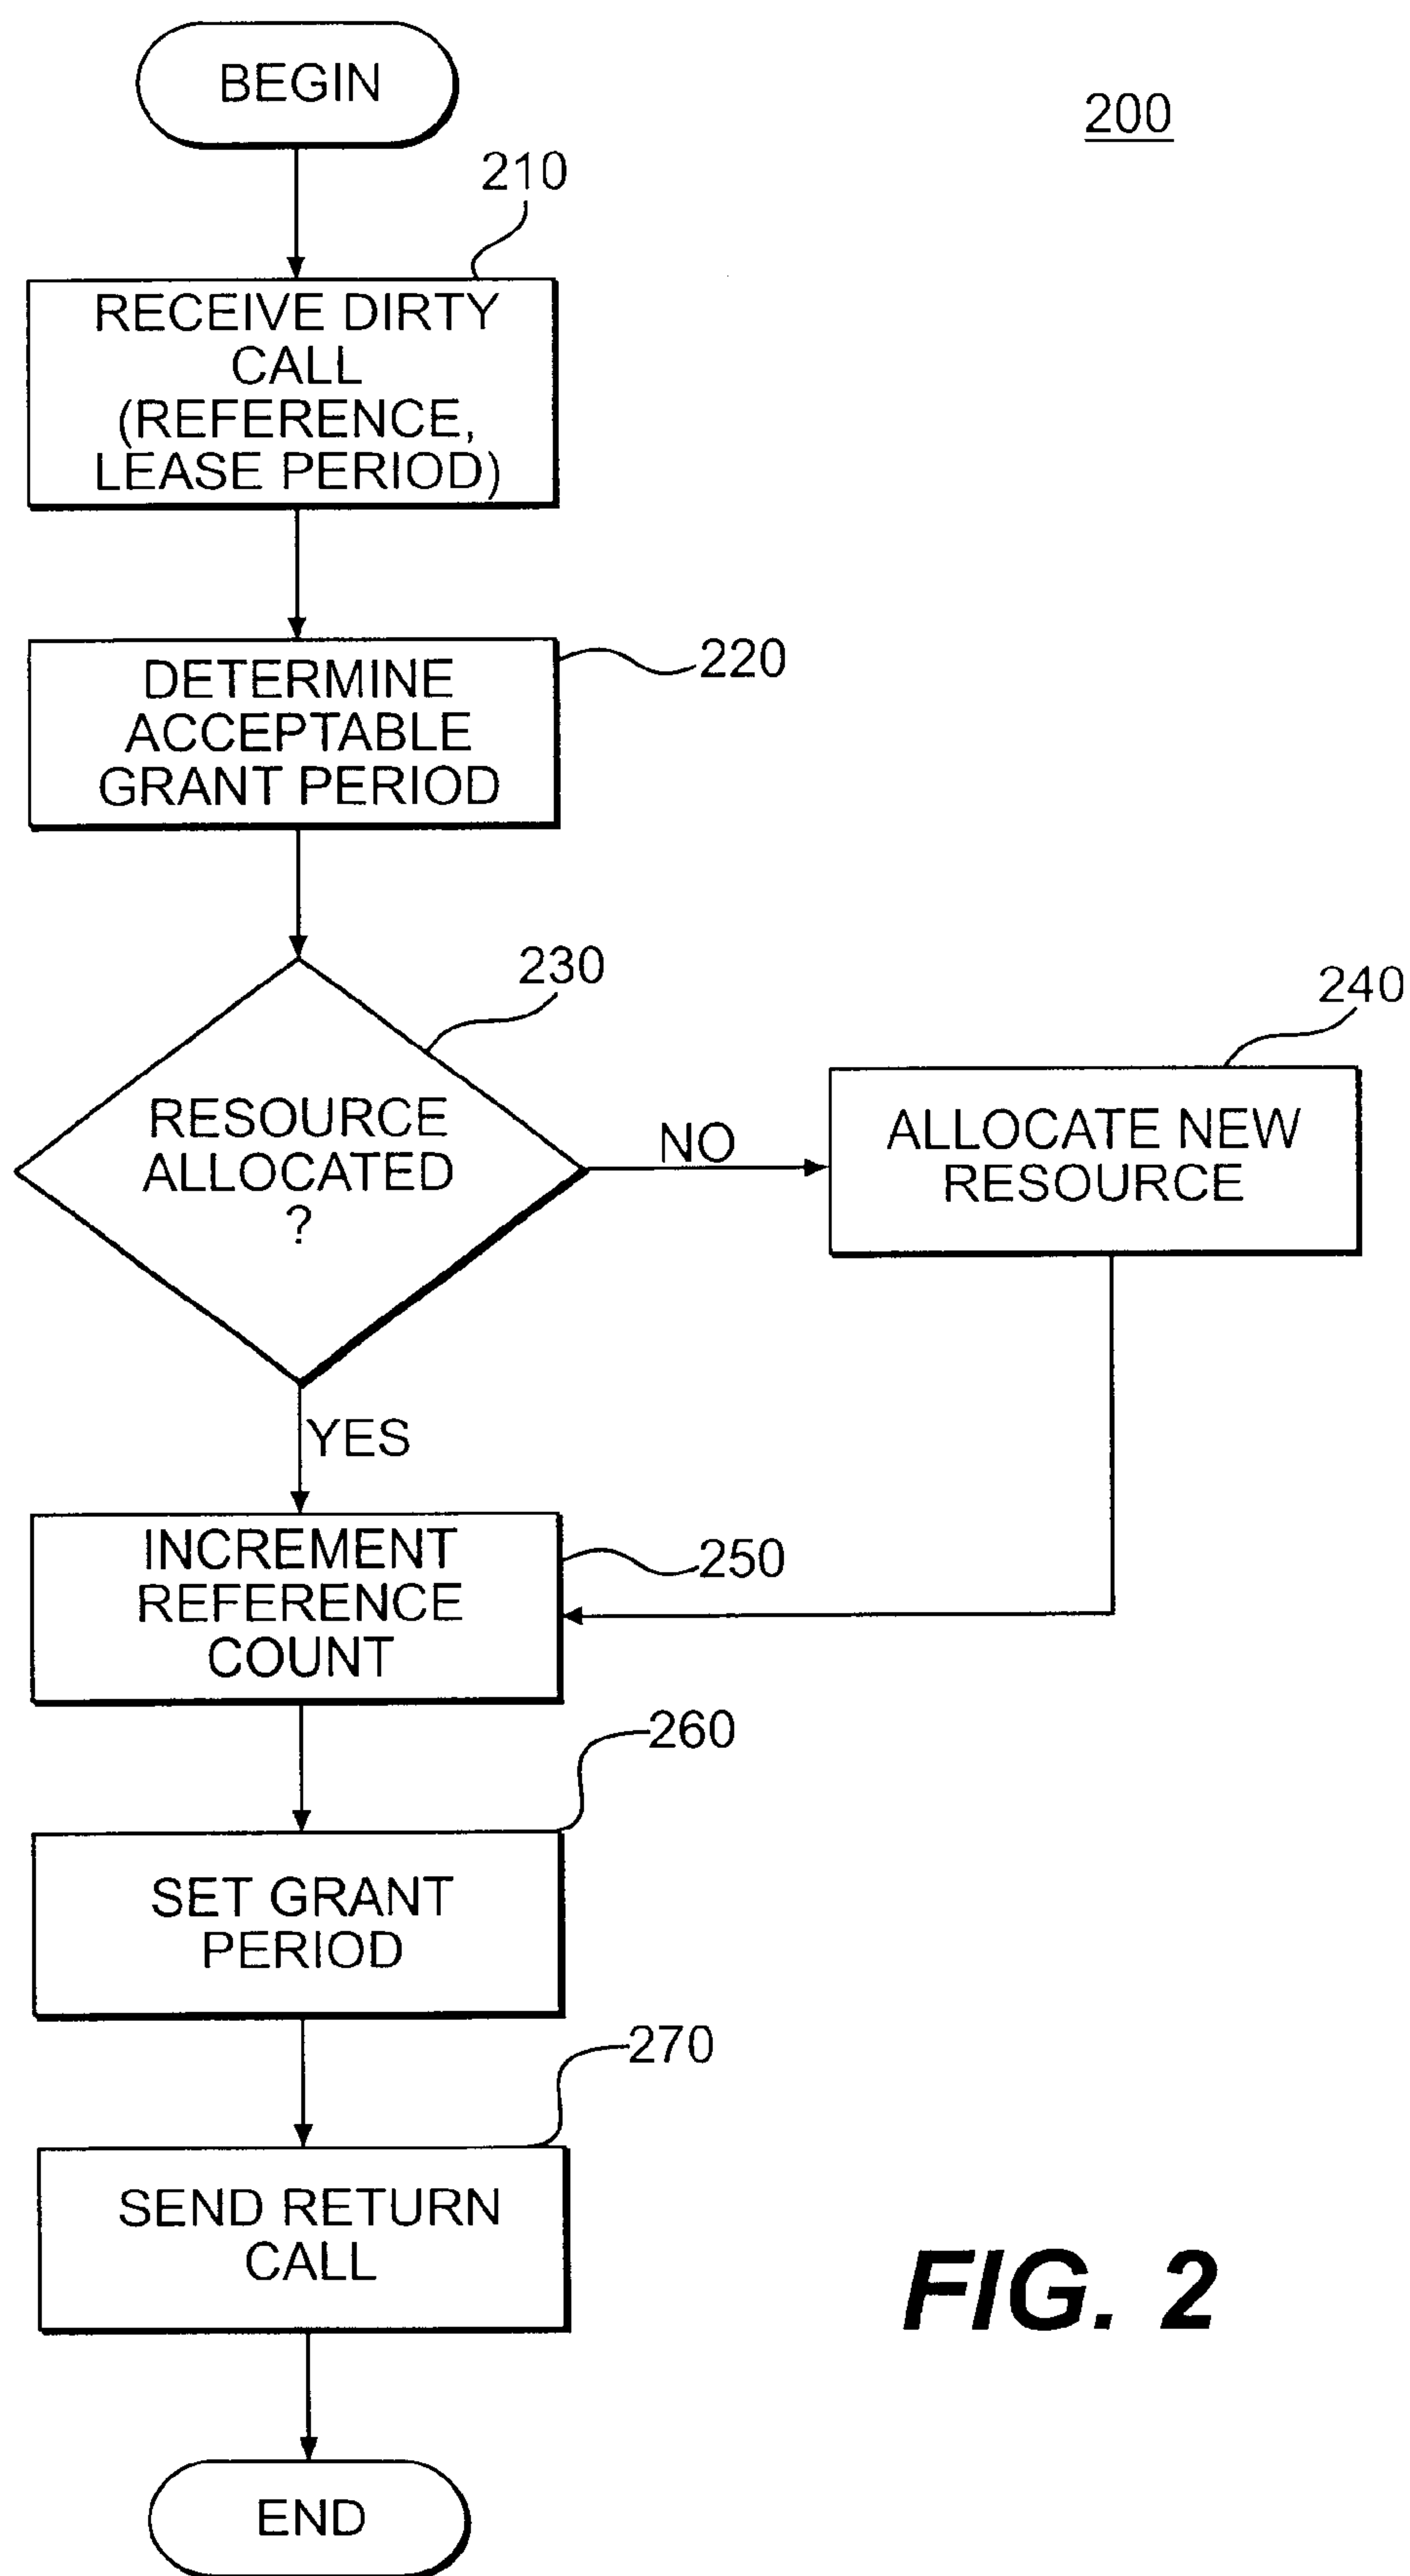 BEGIN
200
210
RECEIVE DIRTY
CALL
(REFERENCE,
LEASE PERIOD)
220
DETERMINE
ACCEPTABLE
GRANT PERIOD
230
240
RESOURCE
ALLOCATED
?
NO
ALLOCATE NEW
RESOURCE
YES
INCREMENT
REFERENCE
COUNT
250
260
SET GRANT
PERIOD
270
SEND RETURN
CALL
FIG. 2
END